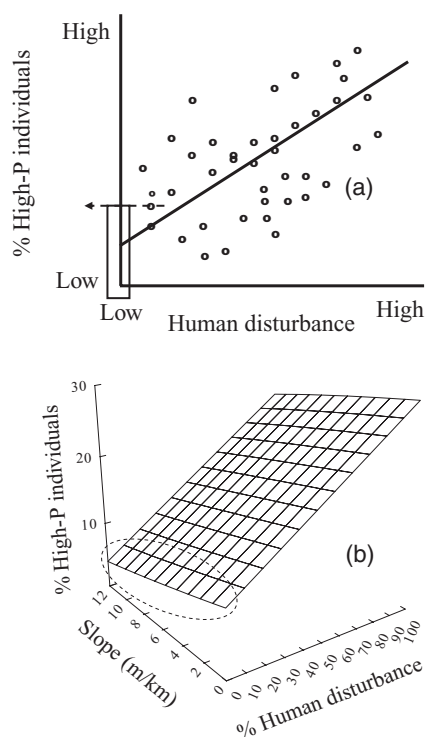 High
% High-P individuals
(a)
Low
Low
Human disturbance
High
30
20
10
% High-P individuals
(b)
12
10
8
6
4
2
0
Slope (m/km)
0
10
20
30
40
50
60
70
80
90
100
% Human disturbance